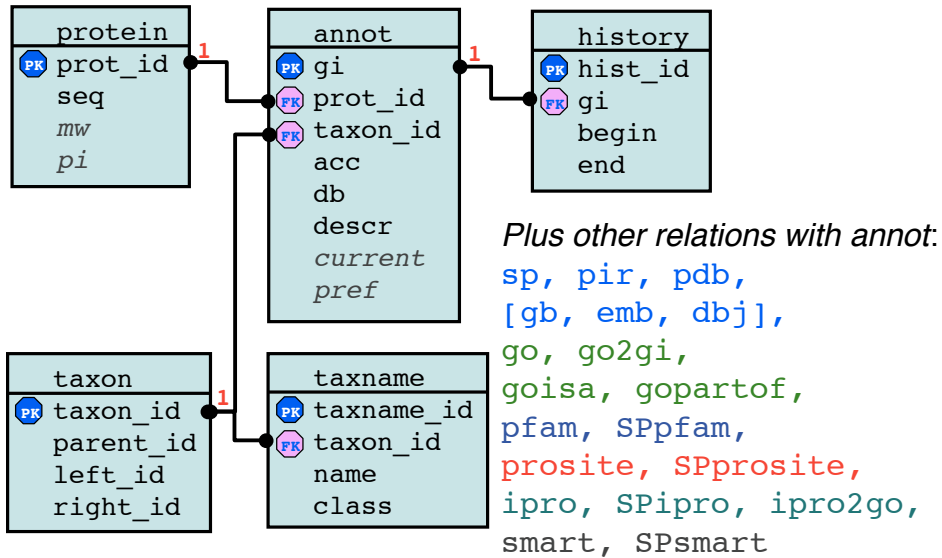 protein
PK prot_id
seq
mw
pi
1
annot
PK gi
FK prot_id
FK taxon_id
acc
db
descr
current
pref
1
history
PK hist_id
FK gi
begin
end
taxon
PK taxon_id
parent_id
left_id
right_id
1
taxname
PK taxname_id
FK taxon_id
name
class
Plus other relations with annot:
sp, pir, pdb,
[gb, emb, dbj],
go, go2gi,
goisa, gopartof,
pfam, SPpfam,
prosite, SPprosite,
ipro, SPipro, ipro2go,
smart, SPsmart